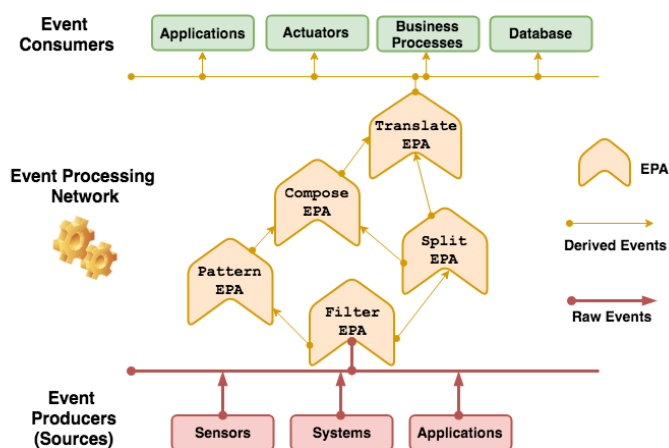 Event
Consumers
Applications
Actuators
Business
Processes
Database
Translate
EPA
Event Processing
Network
Compose
EPA
EPA
Split
EPA
Derived Events
Pattern
EPA
Filter
EPA
Raw Events
Event
Producers
(Sources)
Sensors
Systems
Applications